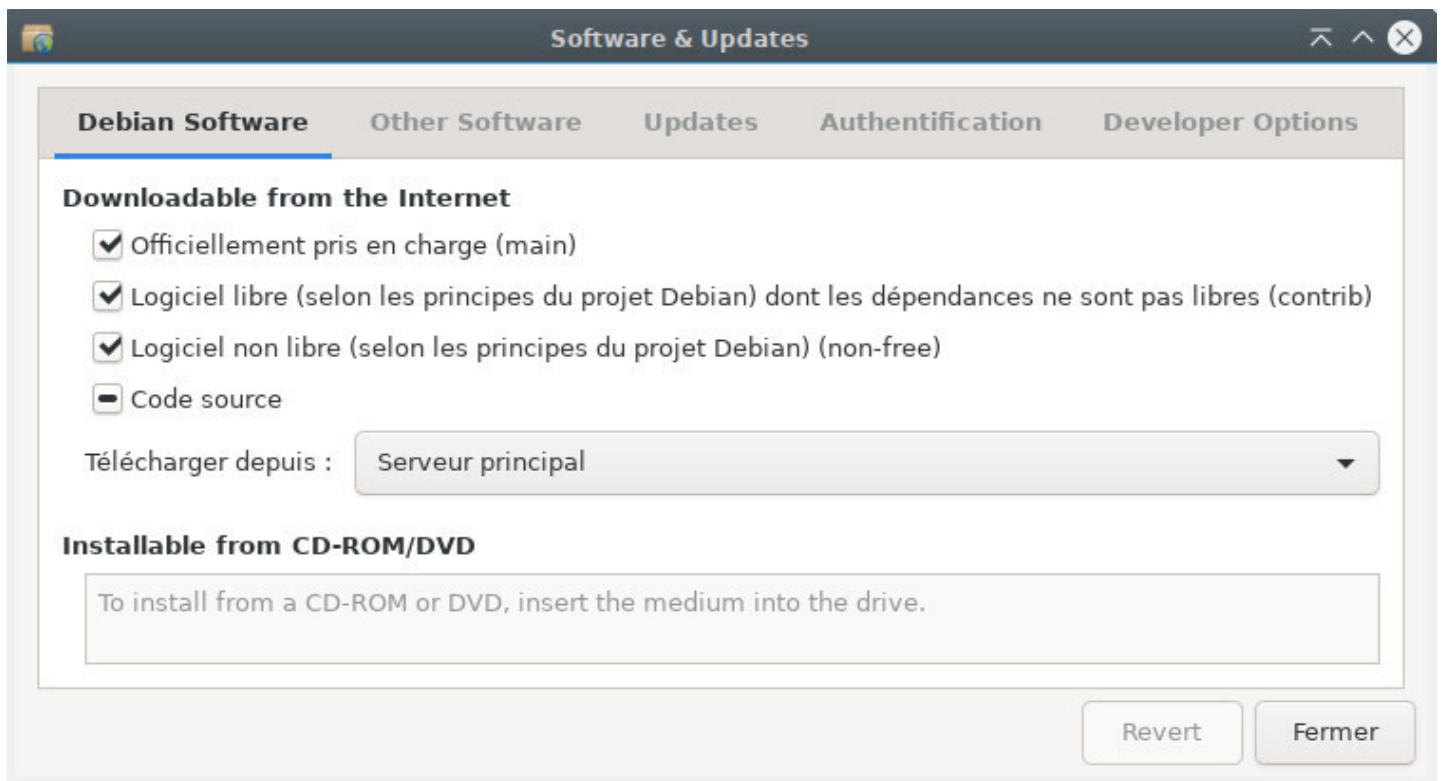 Software & Updates
Debian Software Other Software Updates Authentification Developer Options
Downloadable from the Internet
Officiellement pris en charge (main)
Logiciel libre (selon les principes du projet Debian) dont les dépendances ne sont pas libres (contrib)
Logiciel non libre (selon les principes du projet Debian) (non-free)
Code source
Télécharger depuis : Serveur principal
Installable from CD-ROM/DVD
To install from a CD-ROM or DVD, insert the medium into the drive.
Revert Fermer